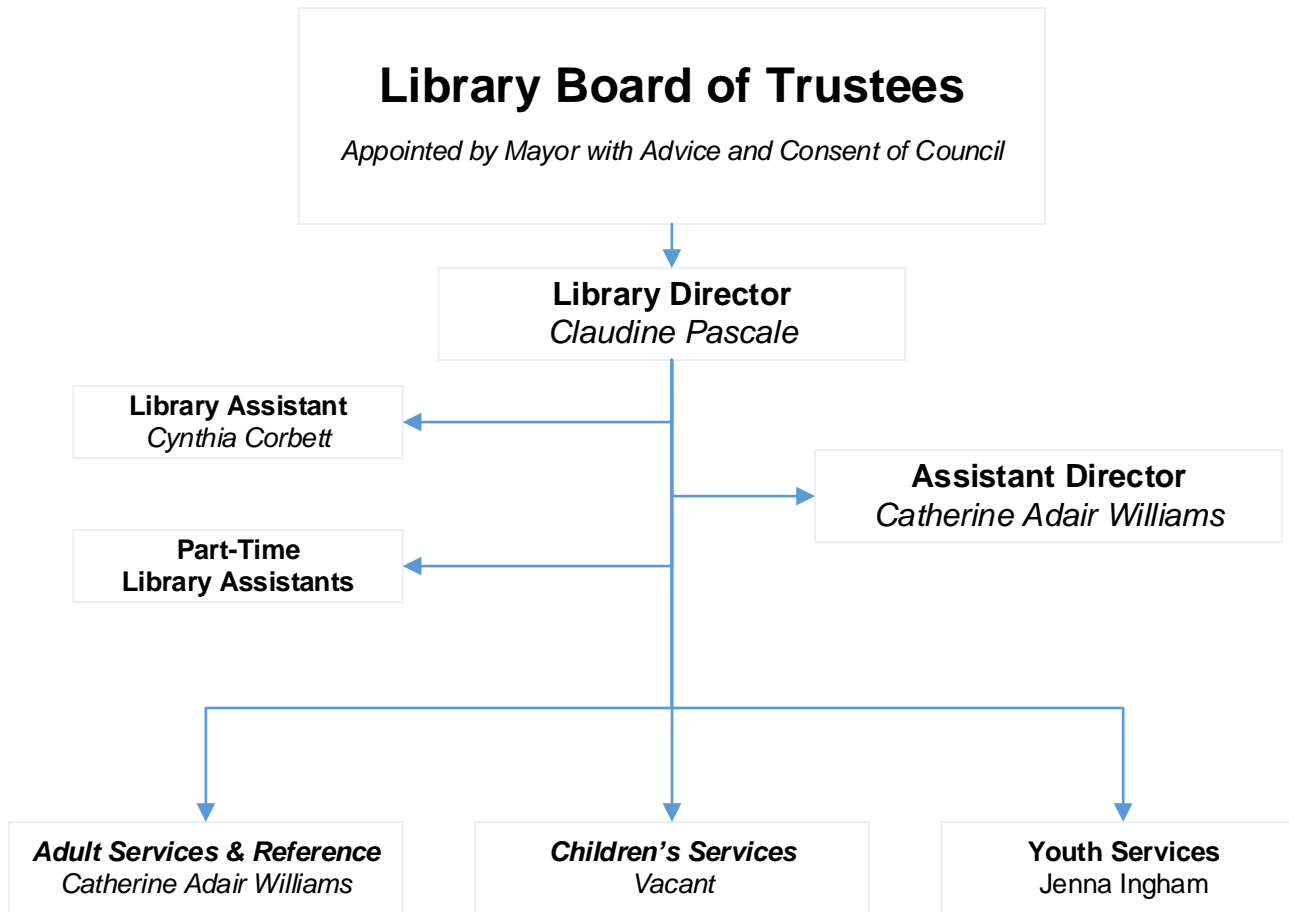 Library Board of Trustees
Appointed by Mayor with Advice and Consent of Council
Library Director
Claudine Pascale
Library Assistant
Cynthia Corbett
Assistant Director
Catherine Adair Williams
Part-Time
Library Assistants
Adult Services & Reference
Catherine Adair Williams
Children’s Services
Vacant
Youth Services
Jenna Ingham